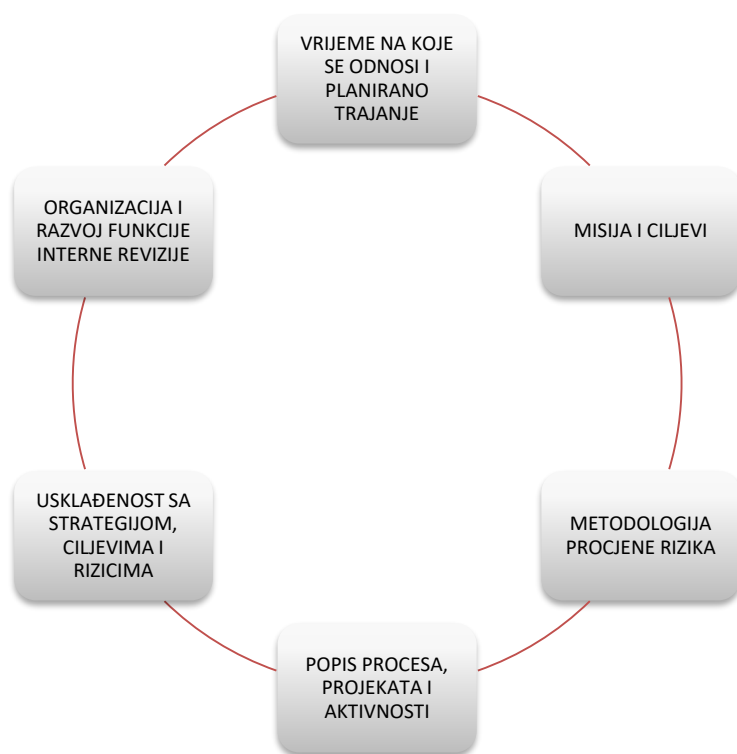 VRIJEME NA KOJE
SE ODNOSI I
PLANIRANO
TRAJANJE
MISIJA I CILJEVI
METODOLOGIJA
PROCJENE RIZIKA
POPIS PROCESA,
PROJEKATA I
AKTIVNOSTI
USKLAĐENOST SA
STRATEGIJOM,
CILJEVIMA I
RIZICIMA
ORGANIZACIJA I
RAZVOJ FUNKCIJE
INTERNE REVIZIJE